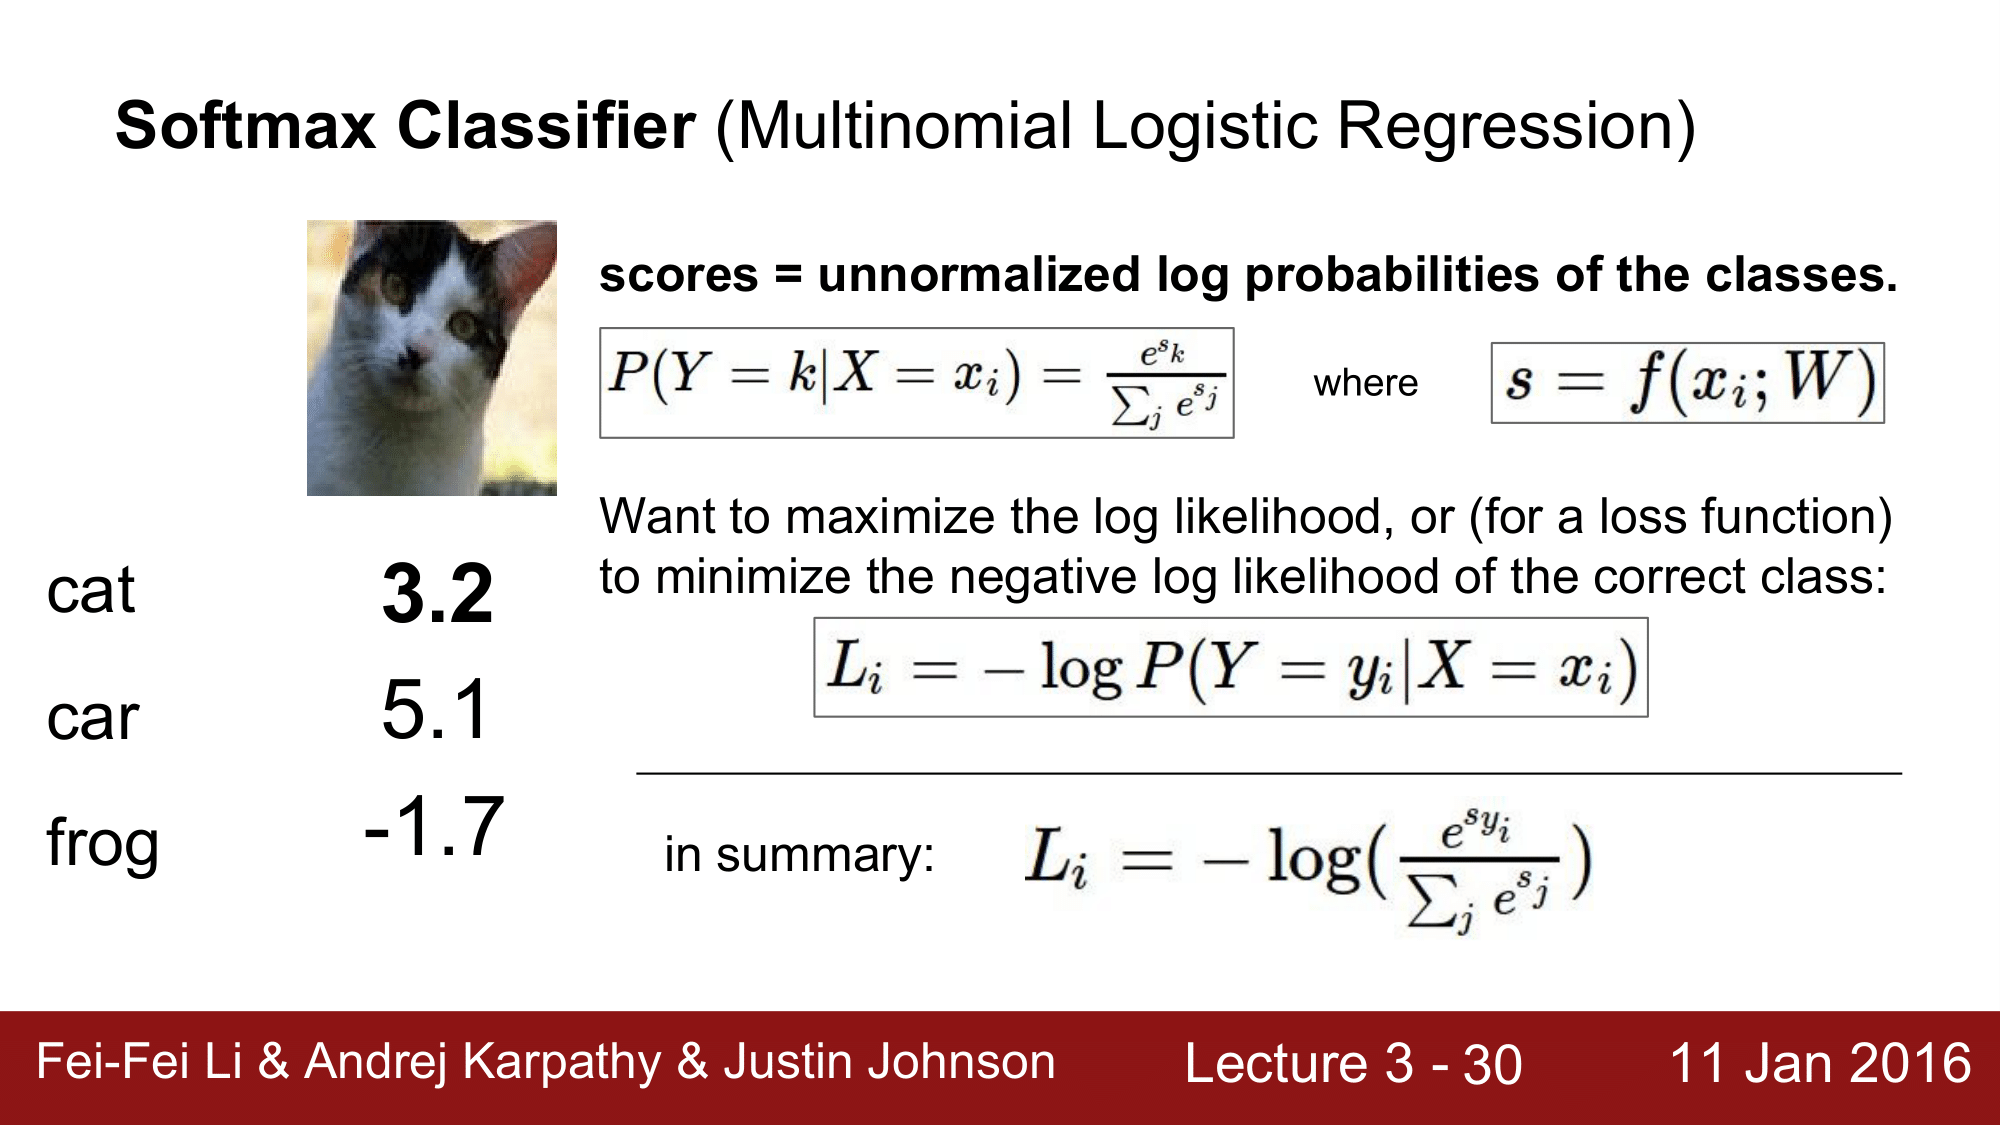 Softmax Classifier (Multinomial Logistic Regression)
scores = unnormalized log probabilities of the classes.
P(Y = k|X = x_i) = \frac{e^{s_k}}{\sum_j e^{s_j}} where s = f(x_i; W)
Want to maximize the log likelihood, or (for a loss function)
to minimize the negative log likelihood of the correct class:
L_i = − log P(Y = y_i|X = x_i)
in summary: L_i = − log(\frac{e^{s_{y_i}}}{\sum_j e^{s_j}})
cat 3.2
car 5.1
frog -1.7
Fei-Fei Li & Andrej Karpathy & Justin Johnson Lecture 3 - 30 11 Jan 2016